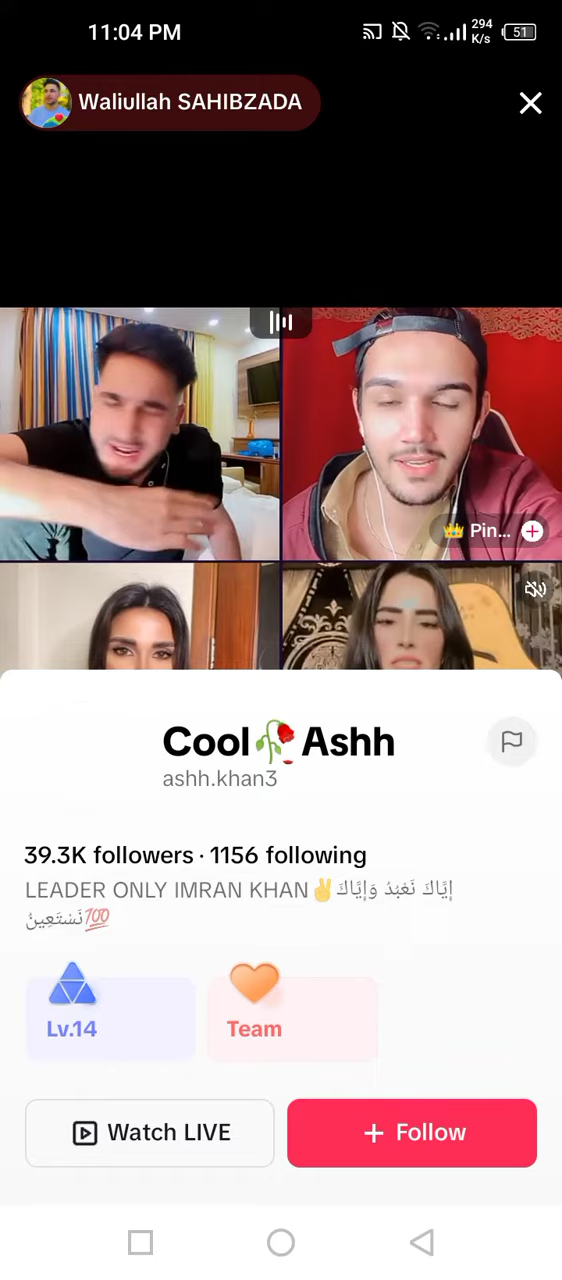 11:04 PM
294
K/s
51
Waliullah SAHIBZADA
Pin...
Cool🥀Ashh
ashh.khan3
39.3K followers · 1156 following
LEADER ONLY IMRAN KHAN✌️إِيَّاكَ نَعْبُدُ وَإِيَّاكَ
نَسْتَعِينُ💯
Lv.14
Team
Watch LIVE
+ Follow